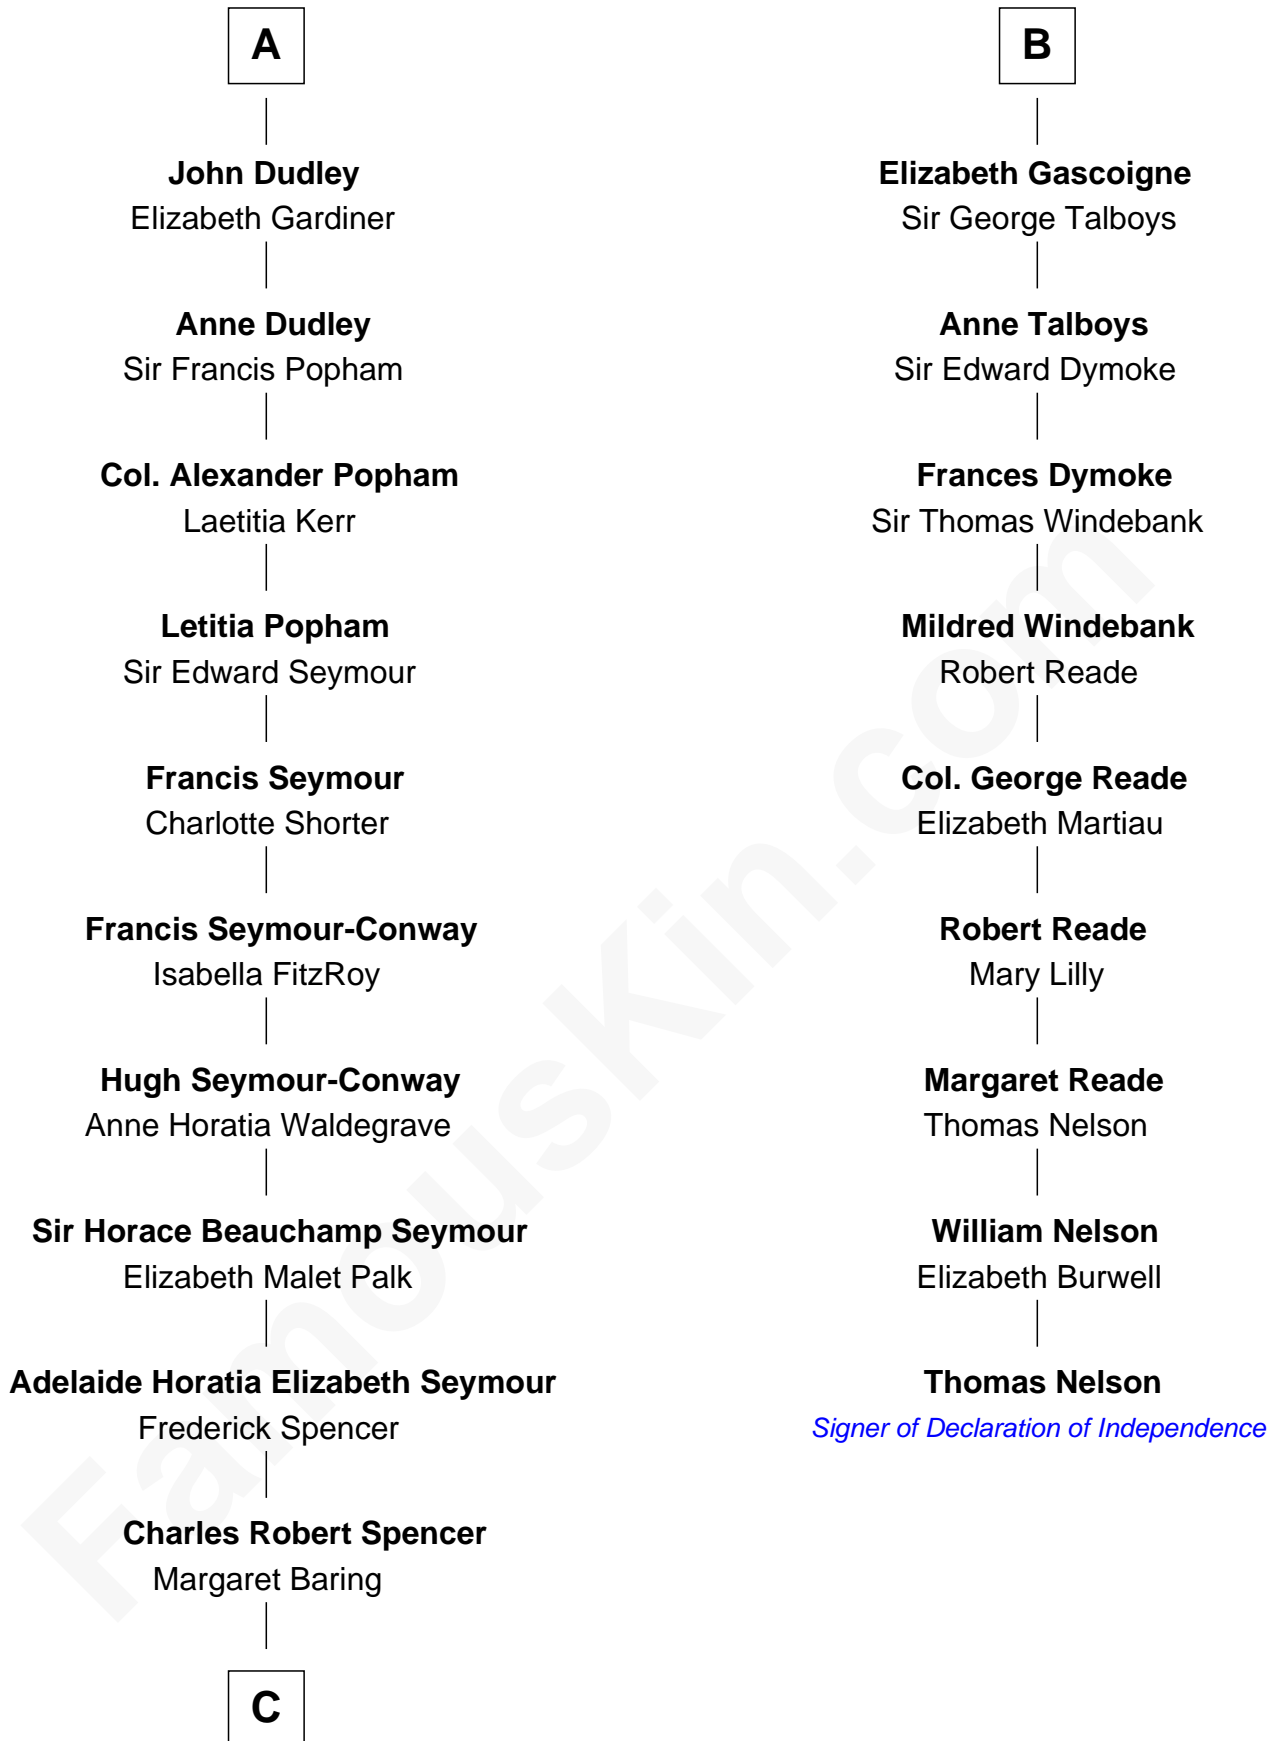 A
John Dudley
Elizabeth Gardiner
Anne Dudley
Sir Francis Popham
Col. Alexander Popham
Laetitia Kerr
Letitia Popham
Sir Edward Seymour
Francis Seymour
Charlotte Shorter
Francis Seymour-Conway
Isabella FitzRoy
Hugh Seymour-Conway
Anne Horatia Waldegrave
Sir Horace Beauchamp Seymour
Elizabeth Malet Palk
Adelaide Horatia Elizabeth Seymour
Frederick Spencer
Charles Robert Spencer
Margaret Baring
C
B
Elizabeth Gascoigne
Sir George Talboys
Anne Talboys
Sir Edward Dymoke
Frances Dymoke
Sir Thomas Windebank
Mildred Windebank
Robert Reade
Col. George Reade
Elizabeth Martiau
Robert Reade
Mary Lilly
Margaret Reade
Thomas Nelson
William Nelson
Elizabeth Burwell
Thomas Nelson
Signer of Declaration of Independence
FamousKin.com